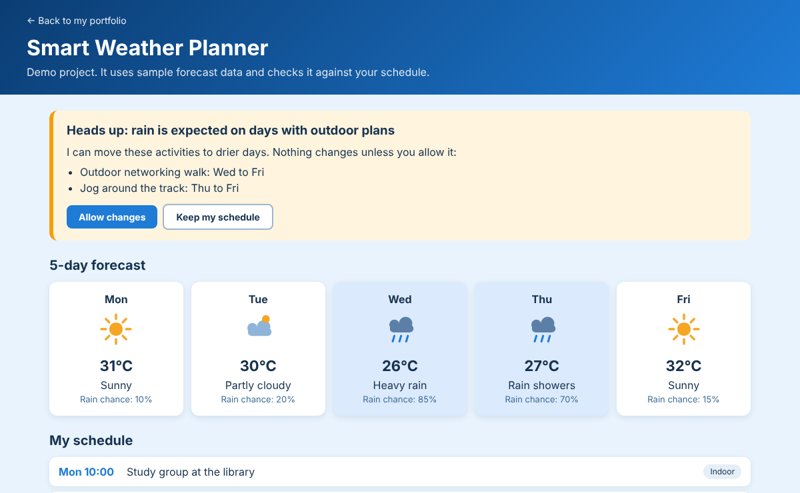 ← Back to my portfolio
Smart Weather Planner
Demo project. It uses sample forecast data and checks it against your schedule.
Heads up: rain is expected on days with outdoor plans
I can move these activities to drier days. Nothing changes unless you allow it:
• Outdoor networking walk: Wed to Fri
• Jog around the track: Thu to Fri
Allow changes Keep my schedule
5-day forecast
Mon
31°C
Sunny
Rain chance: 10%
Tue
30°C
Partly cloudy
Rain chance: 20%
Wed
26°C
Heavy rain
Rain chance: 85%
Thu
27°C
Rain showers
Rain chance: 70%
Fri
32°C
Sunny
Rain chance: 15%
My schedule
Mon 10:00 Study group at the library Indoor